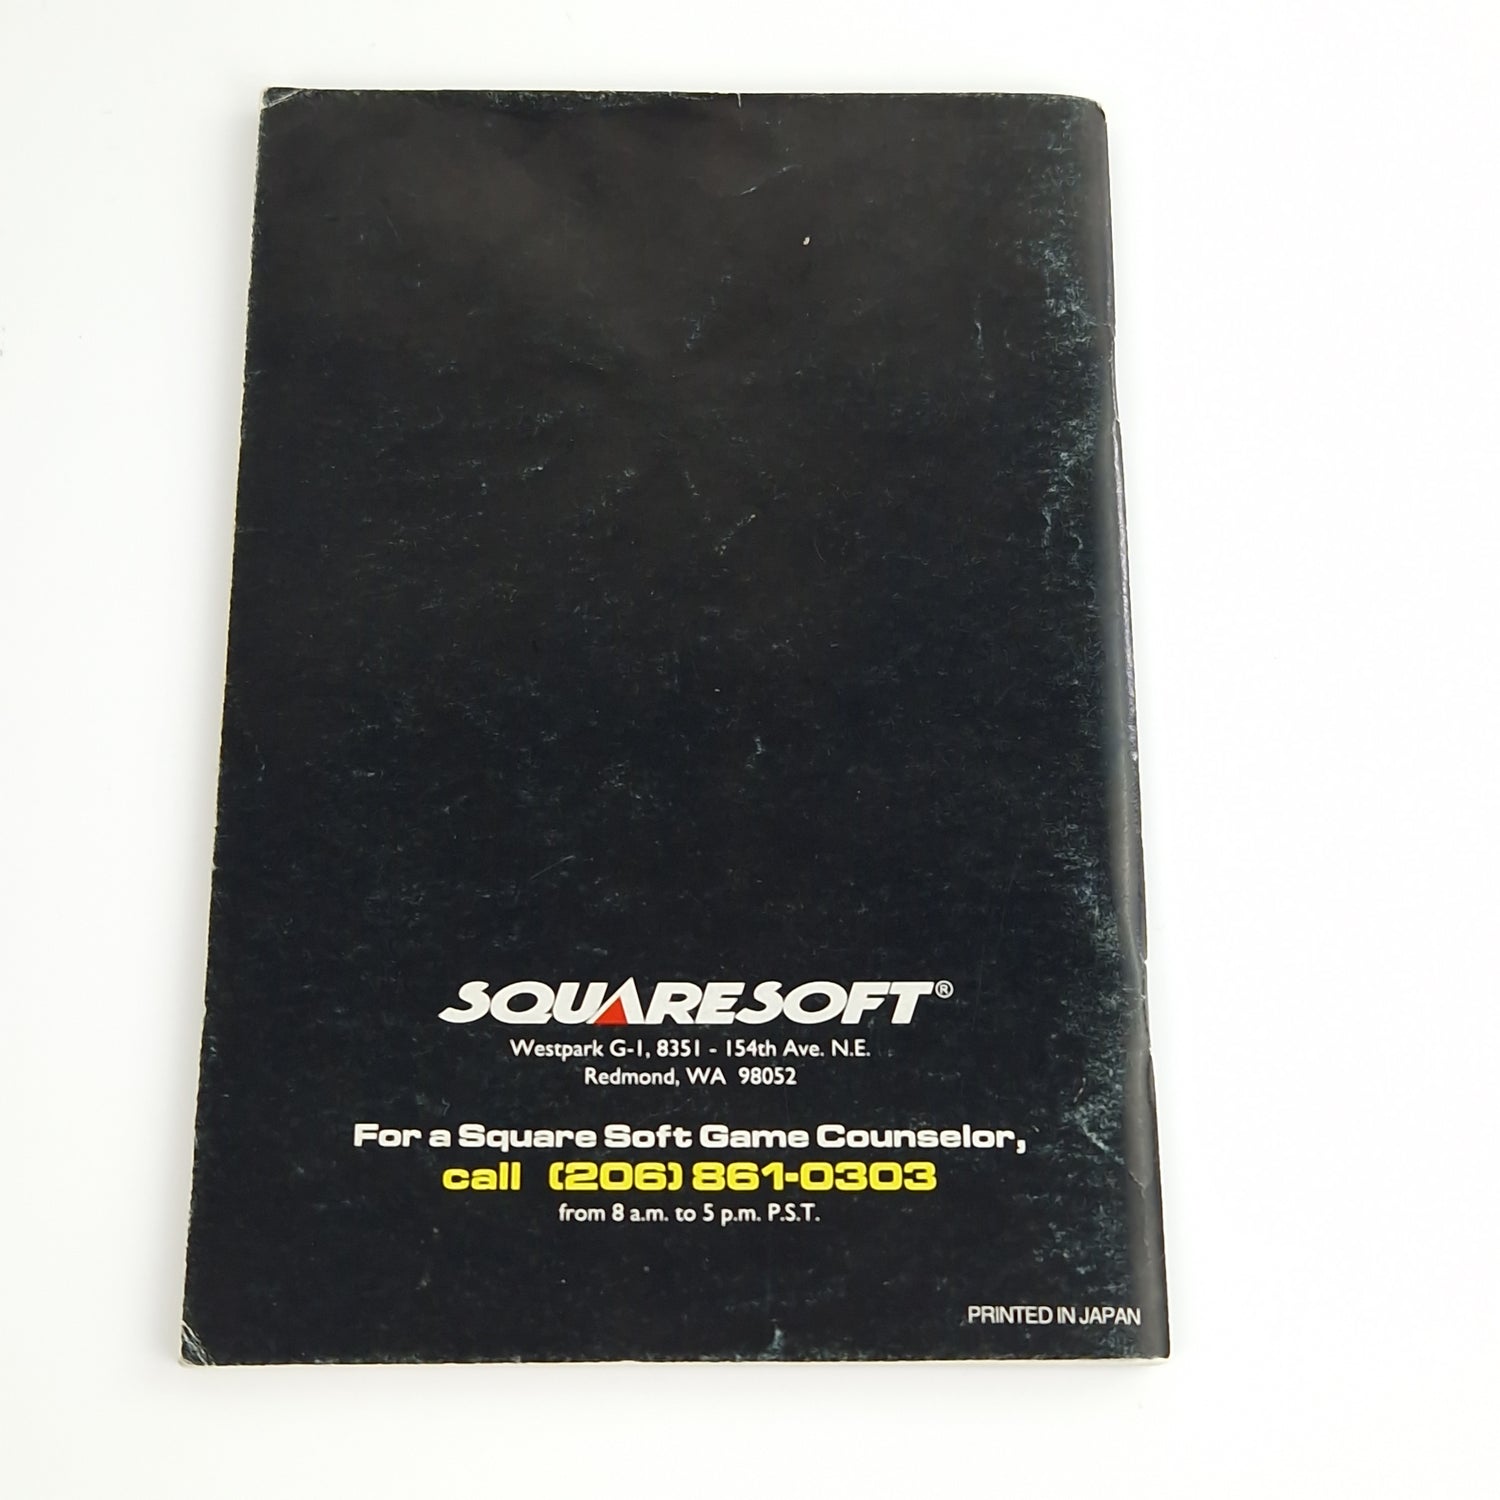 SQUARESOFT®
Westpark G-1, 8351 - 154th Ave. N.E.
Redmond, WA 98052
For a Square Soft Game Counselor,
call (206) 861-0303
from 8 a.m. to 5 p.m. P.S.T.
PRINTED IN JAPAN